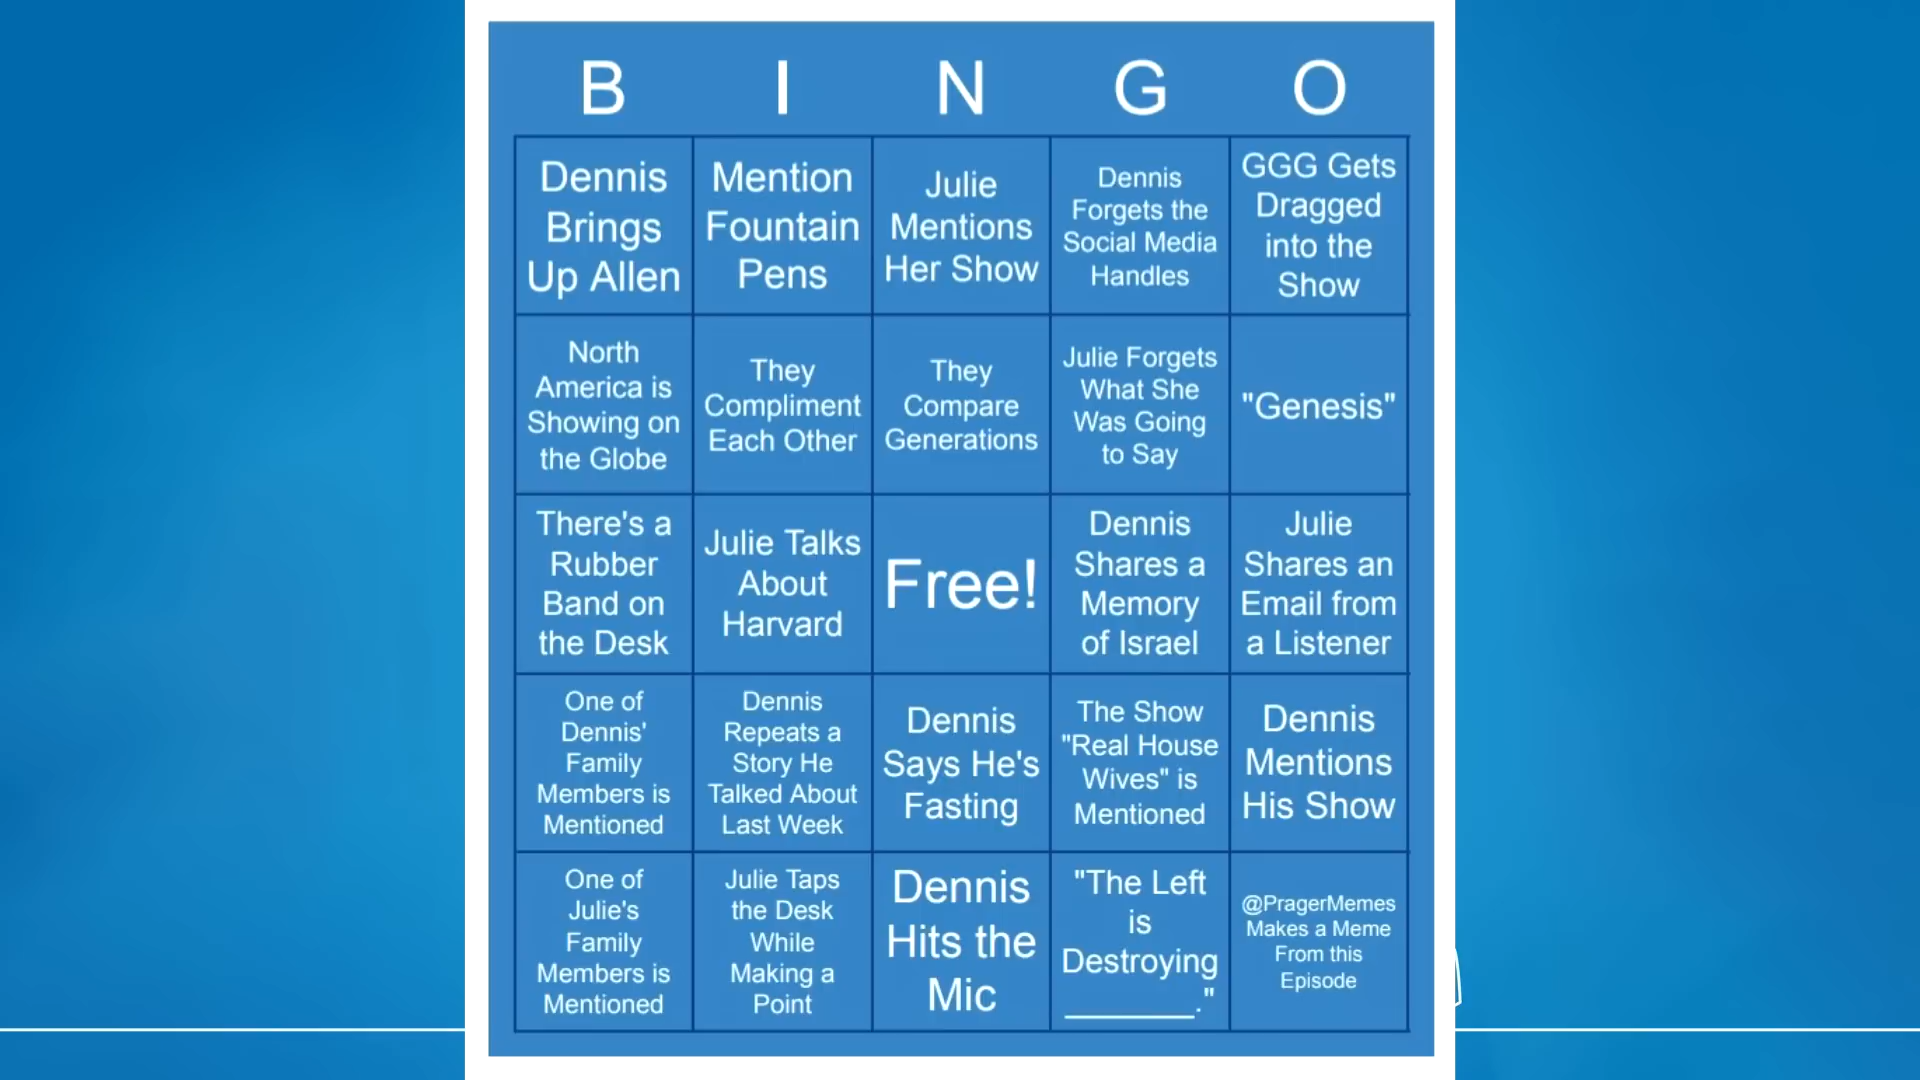 B I N G O
Dennis
Brings
Up Allen
Mention
Fountain
Pens
Julie
Mentions
Her Show
Dennis
Forgets the
Social Media
Handles
GGG Gets
Dragged
into the
Show
North
America is
Showing on
the Globe
They
Compliment
Each Other
They
Compare
Generations
Julie Forgets
What She
Was Going
to Say
"Genesis"
There's a
Rubber
Band on
the Desk
Julie Talks
About
Harvard
Free!
Dennis
Shares a
Memory
of Israel
Julie
Shares an
Email from
a Listener
One of
Dennis'
Family
Members is
Mentioned
Dennis
Repeats a
Story He
Talked About
Last Week
Dennis
Says He's
Fasting
The Show
"Real House
Wives" is
Mentioned
Dennis
Mentions
His Show
One of
Julie's
Family
Members is
Mentioned
Julie Taps
the Desk
While
Making a
Point
Dennis
Hits the
Mic
"The Left
is
Destroying
________."
@PragerMemes
Makes a Meme
From this
Episode